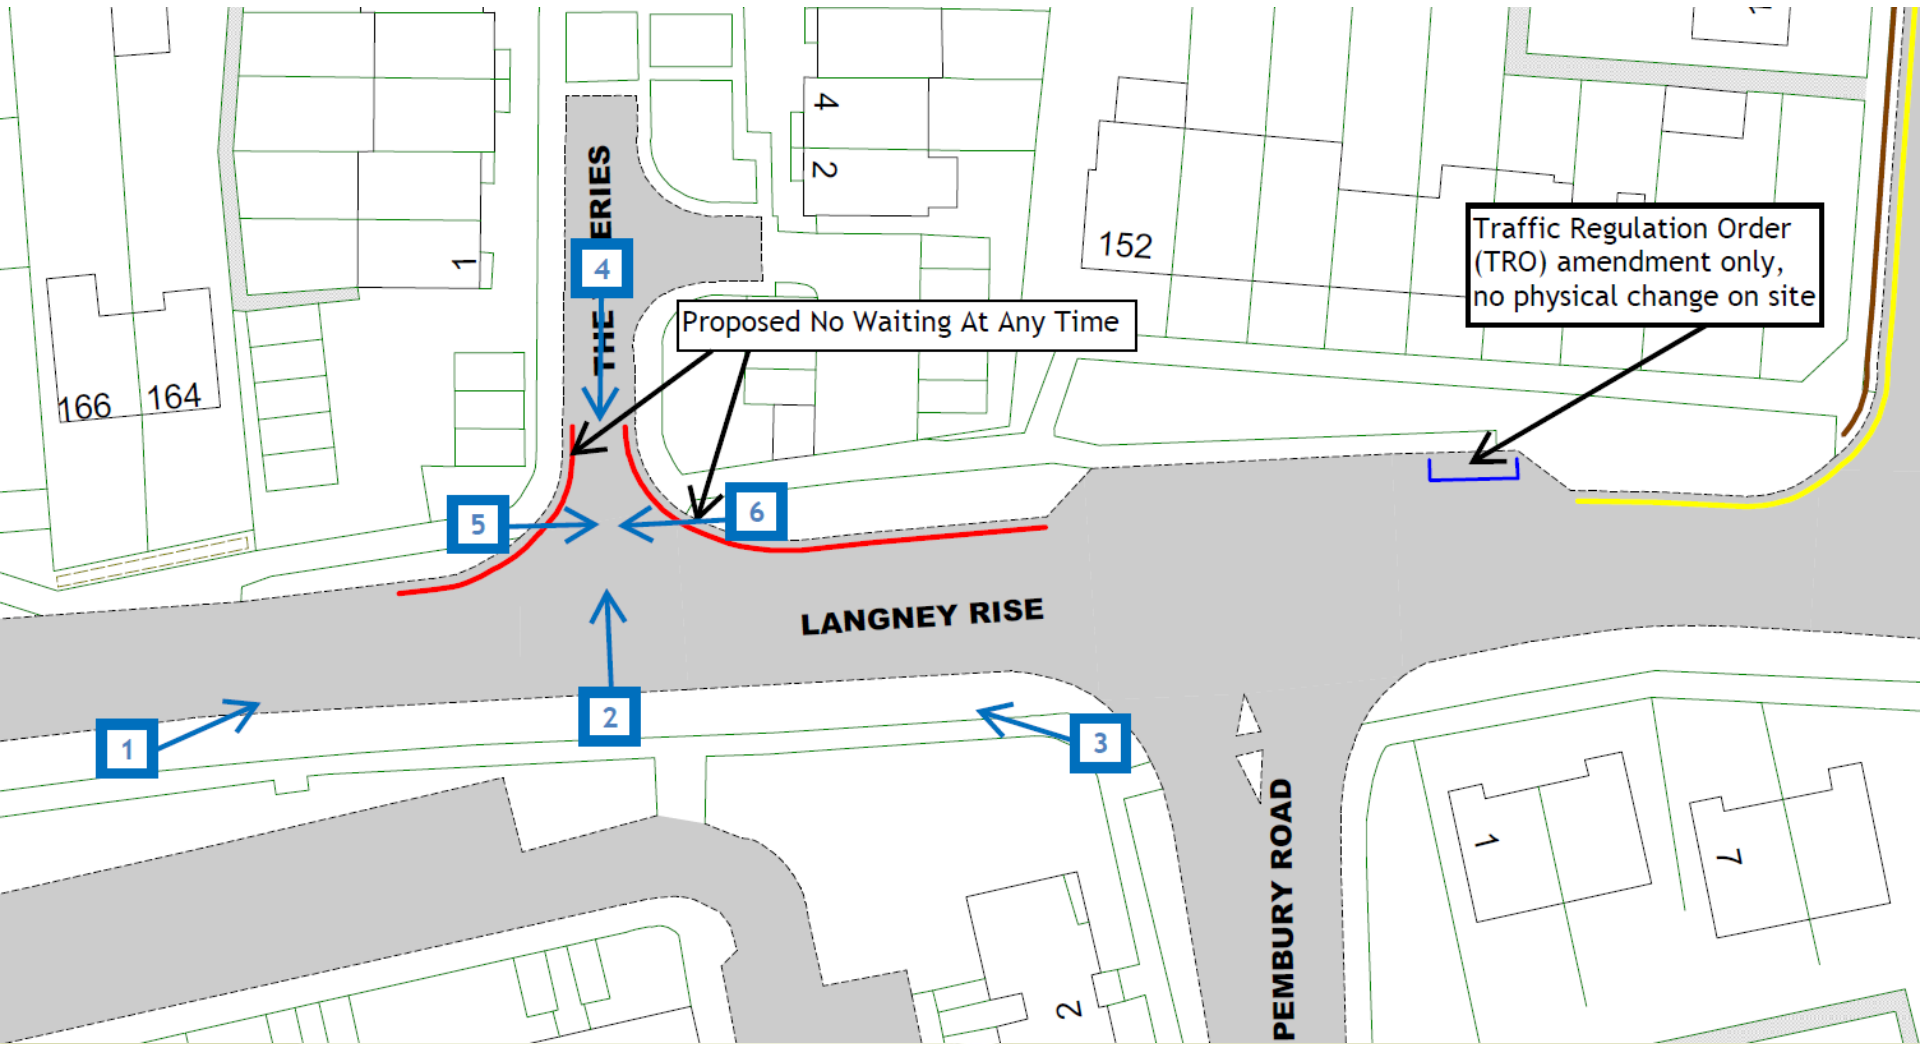 4
2
THE
ERIES
4
1
152
Traffic Regulation Order
(TRO) amendment only,
no physical change on site
Proposed No Waiting At Any Time
166
164
5
6
LANGNEY RISE
1
2
3
PEMBURY ROAD
1
7
2